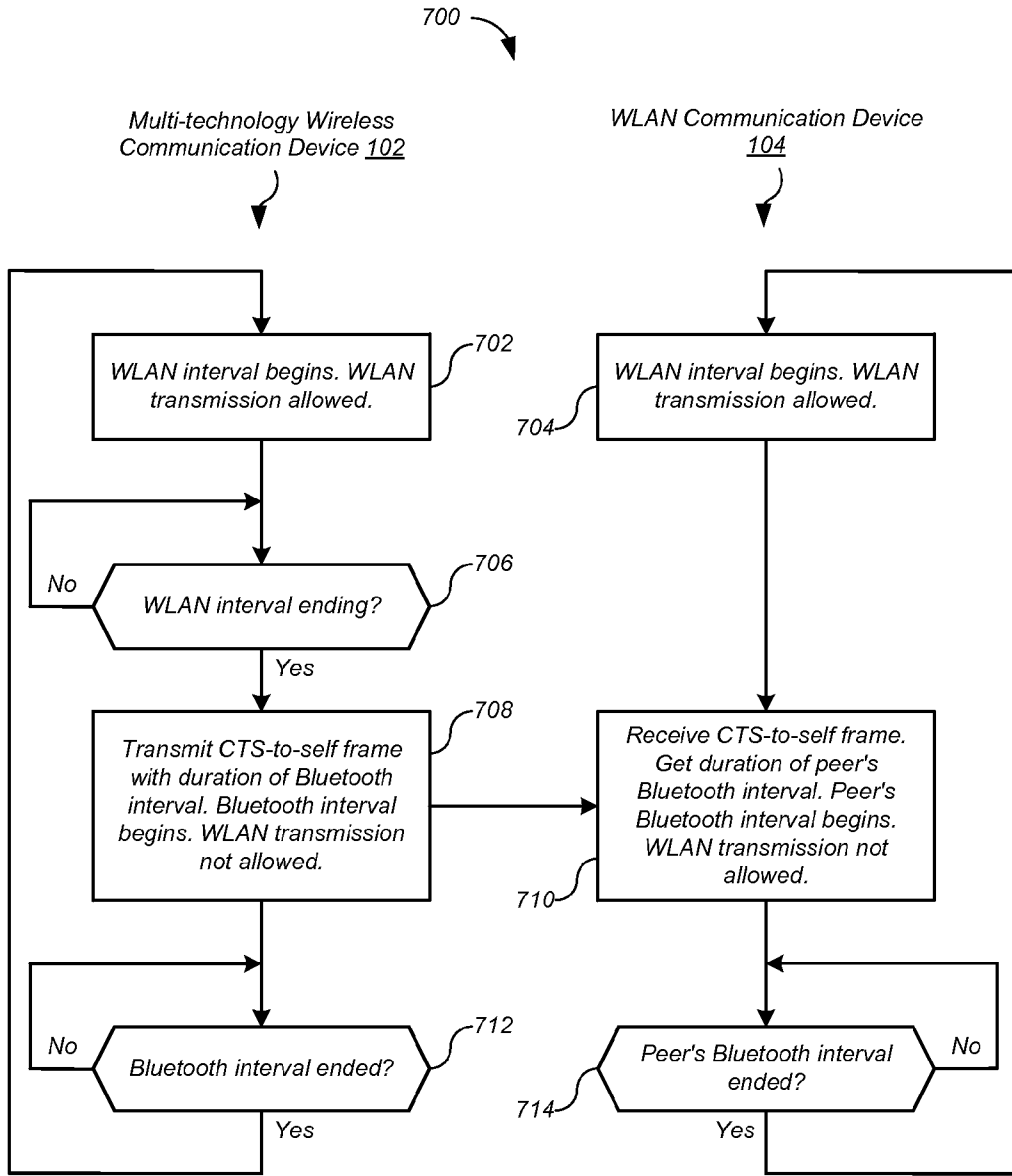 700
Multi-technology Wireless
Communication Device 102
WLAN Communication Device
104
WLAN interval begins. WLAN
transmission allowed.
702
WLAN interval begins. WLAN
transmission allowed.
704
No
WLAN interval ending?
706
Yes
Transmit CTS-to-self frame
with duration of Bluetooth
interval. Bluetooth interval
begins. WLAN transmission
not allowed.
708
Receive CTS-to-self frame.
Get duration of peer's
Bluetooth interval. Peer's
Bluetooth interval begins.
WLAN transmission not
allowed.
710
No
Bluetooth interval ended?
712
Yes
Peer's Bluetooth interval
ended?
No
714
Yes